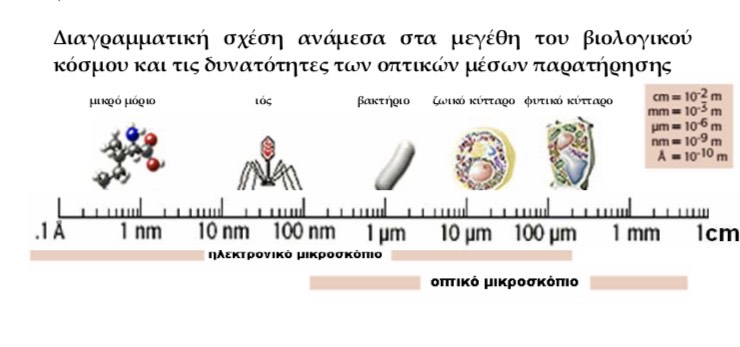 Διαγραμματική σχέση ανάμεσα στα μεγέθη του βιολογικού
κόσμου και τις δυνατότητες των οπτικών μέσων παρατήρησης
μικρό μόριο ιός βακτήριο ζωικό κύτταρο φυτικό κύτταρο
cm = 10⁻² m
mm = 10⁻³ m
μm = 10⁻⁶ m
nm = 10⁻⁹ m
Å = 10⁻¹⁰ m
.1 Å 1 nm 10 nm 100 nm 1 μm 10 μm 100 μm 1 mm 1cm
ηλεκτρονικό μικροσκόπιο
οπτικό μικροσκόπιο